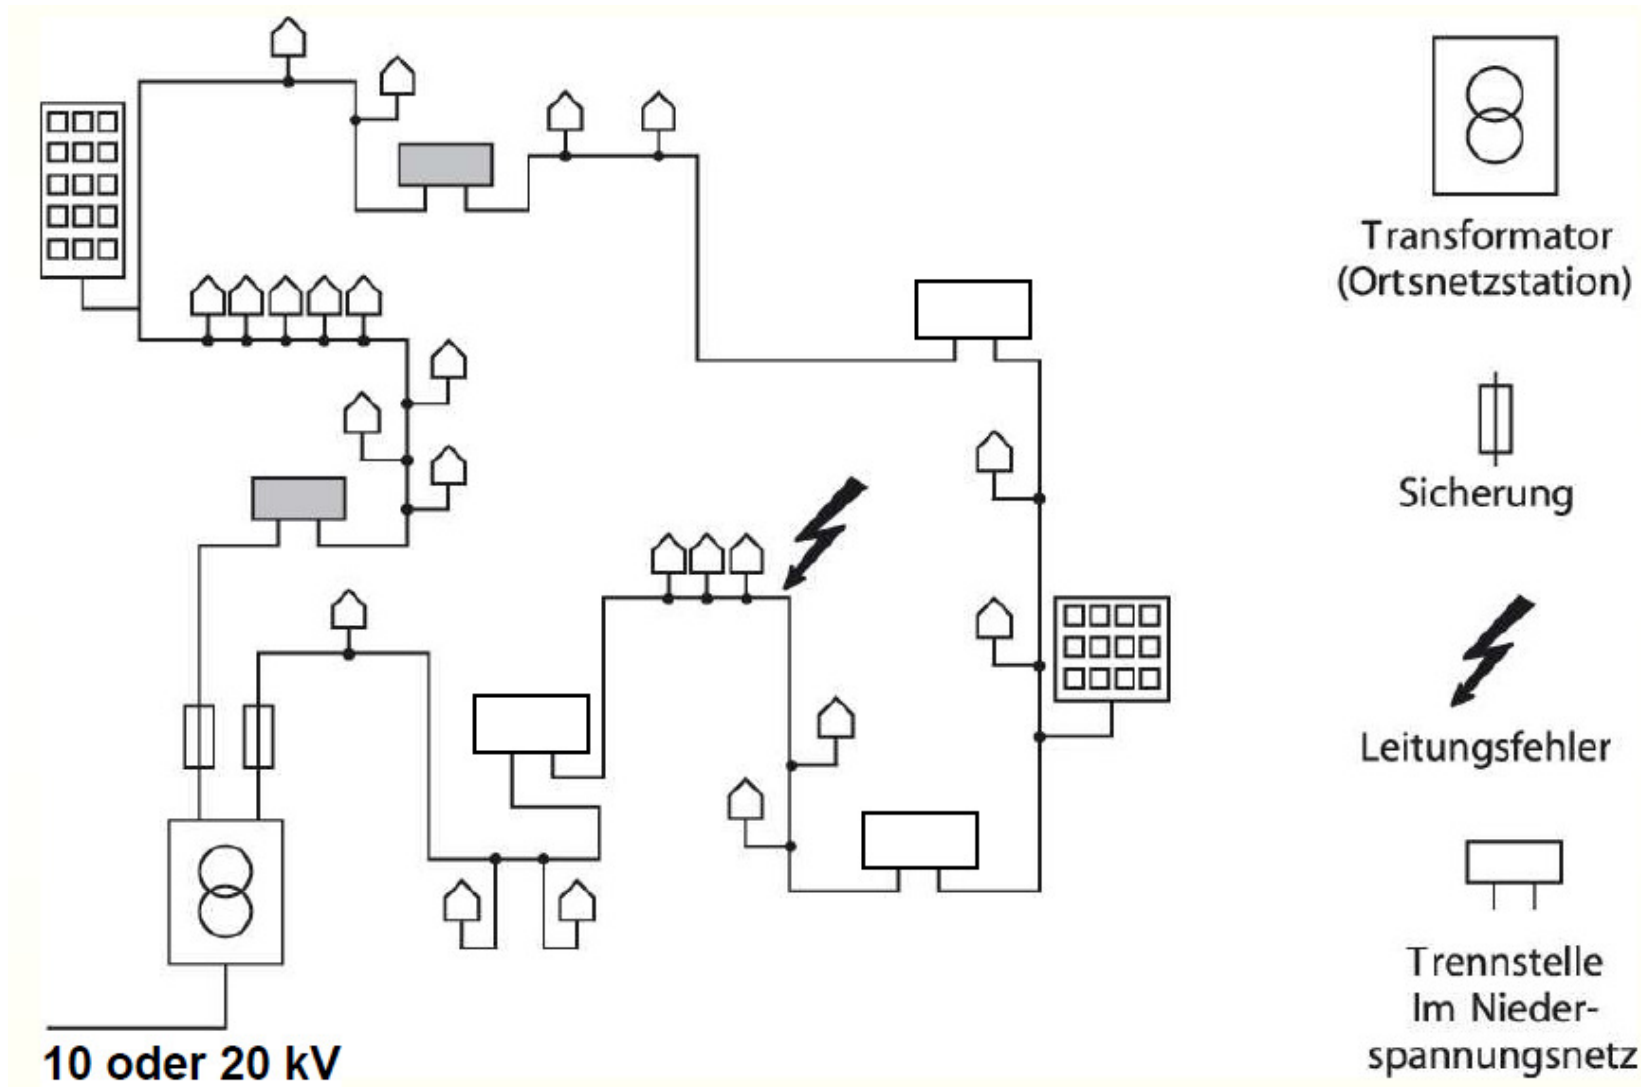 Transformator
(Ortsnetzstation)
Sicherung
Leitungsfehler
Trennstelle
Im Nieder-
spannungsnetz
10 oder 20 kV